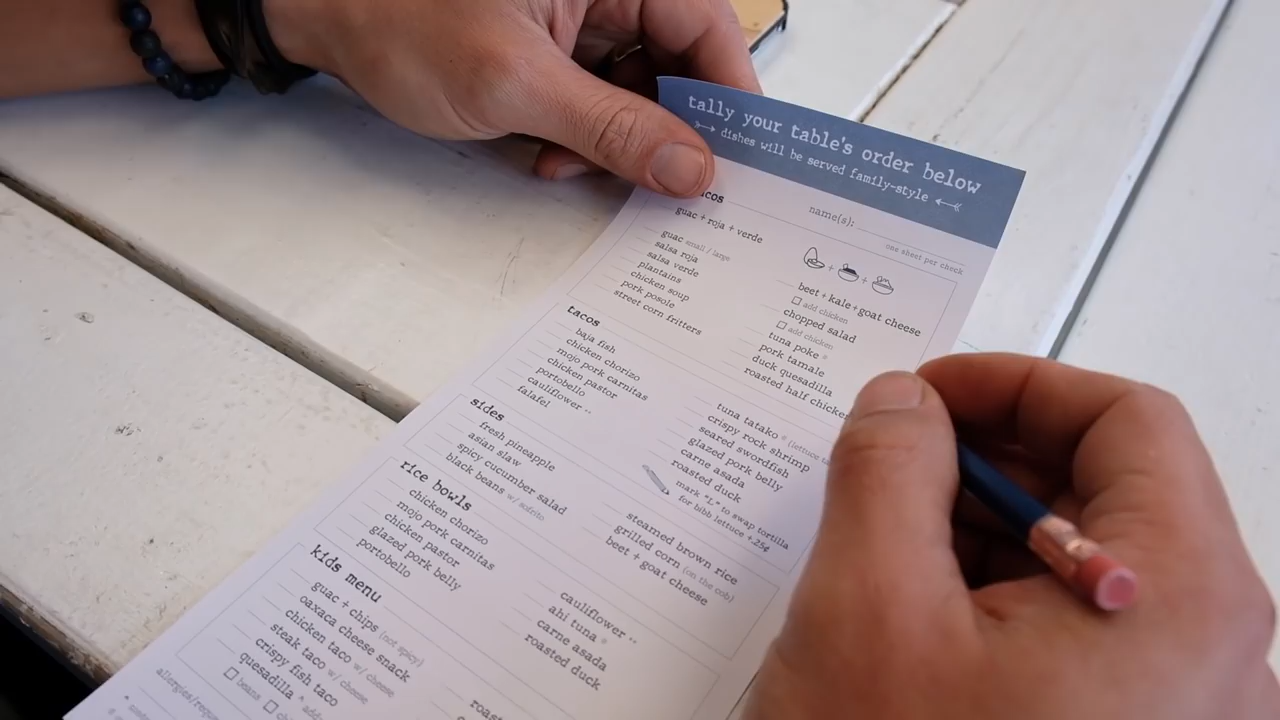 tally your table's order below
dishes will be served family-style
name(s):
one sheet per check
guac + roja + verde
guac small / large
salsa roja
salsa verde
plantains
chicken soup
pork posole
street corn fritters
+ +
beet + kale + goat cheese
add chicken
chopped salad
add chicken
tuna poke *
pork tamale
duck quesadilla
roasted half chicken
tacos
baja fish
chicken chorizo
mojo pork carnitas
chicken pastor
portobello
cauliflower **
falafel
tuna tatako * (lettuce
crispy rock shrimp
seared swordfish
glazed pork belly
carne asada
roasted duck
mark "L" to swap tortilla
for bibb lettuce +.25¢
sides
fresh pineapple
asian slaw
spicy cucumber salad
black beans w/ sofrito
steamed brown rice
grilled corn (on the cob)
beet + goat cheese
rice bowls
chicken chorizo
mojo pork carnitas
chicken pastor
glazed pork belly
portobello
cauliflower **
ahi tuna *
carne asada
roasted duck
kids menu
guac + chips (not spicy)
oaxaca cheese snack
chicken taco w/ cheese
steak taco w/ cheese
crispy fish taco
quesadilla
beans